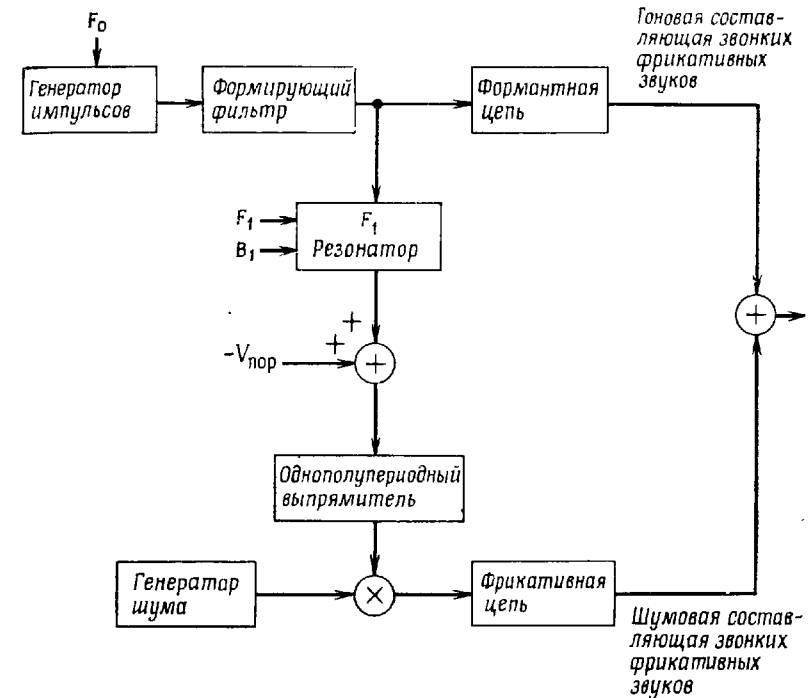 F₀
Генератор
импульсов
Формирующий
фильтр
Формантная
цепь
Тоновая состав-
ляющая звонких
фрикативных
звуков
F₁
B₁
F₁
Резонатор
+
+
-Vпор
+
+
Однополупериодный
выпрямитель
Генератор
шума
×
Фрикативная
цепь
Шумовая состав-
ляющая звонких
фрикативных
звуков